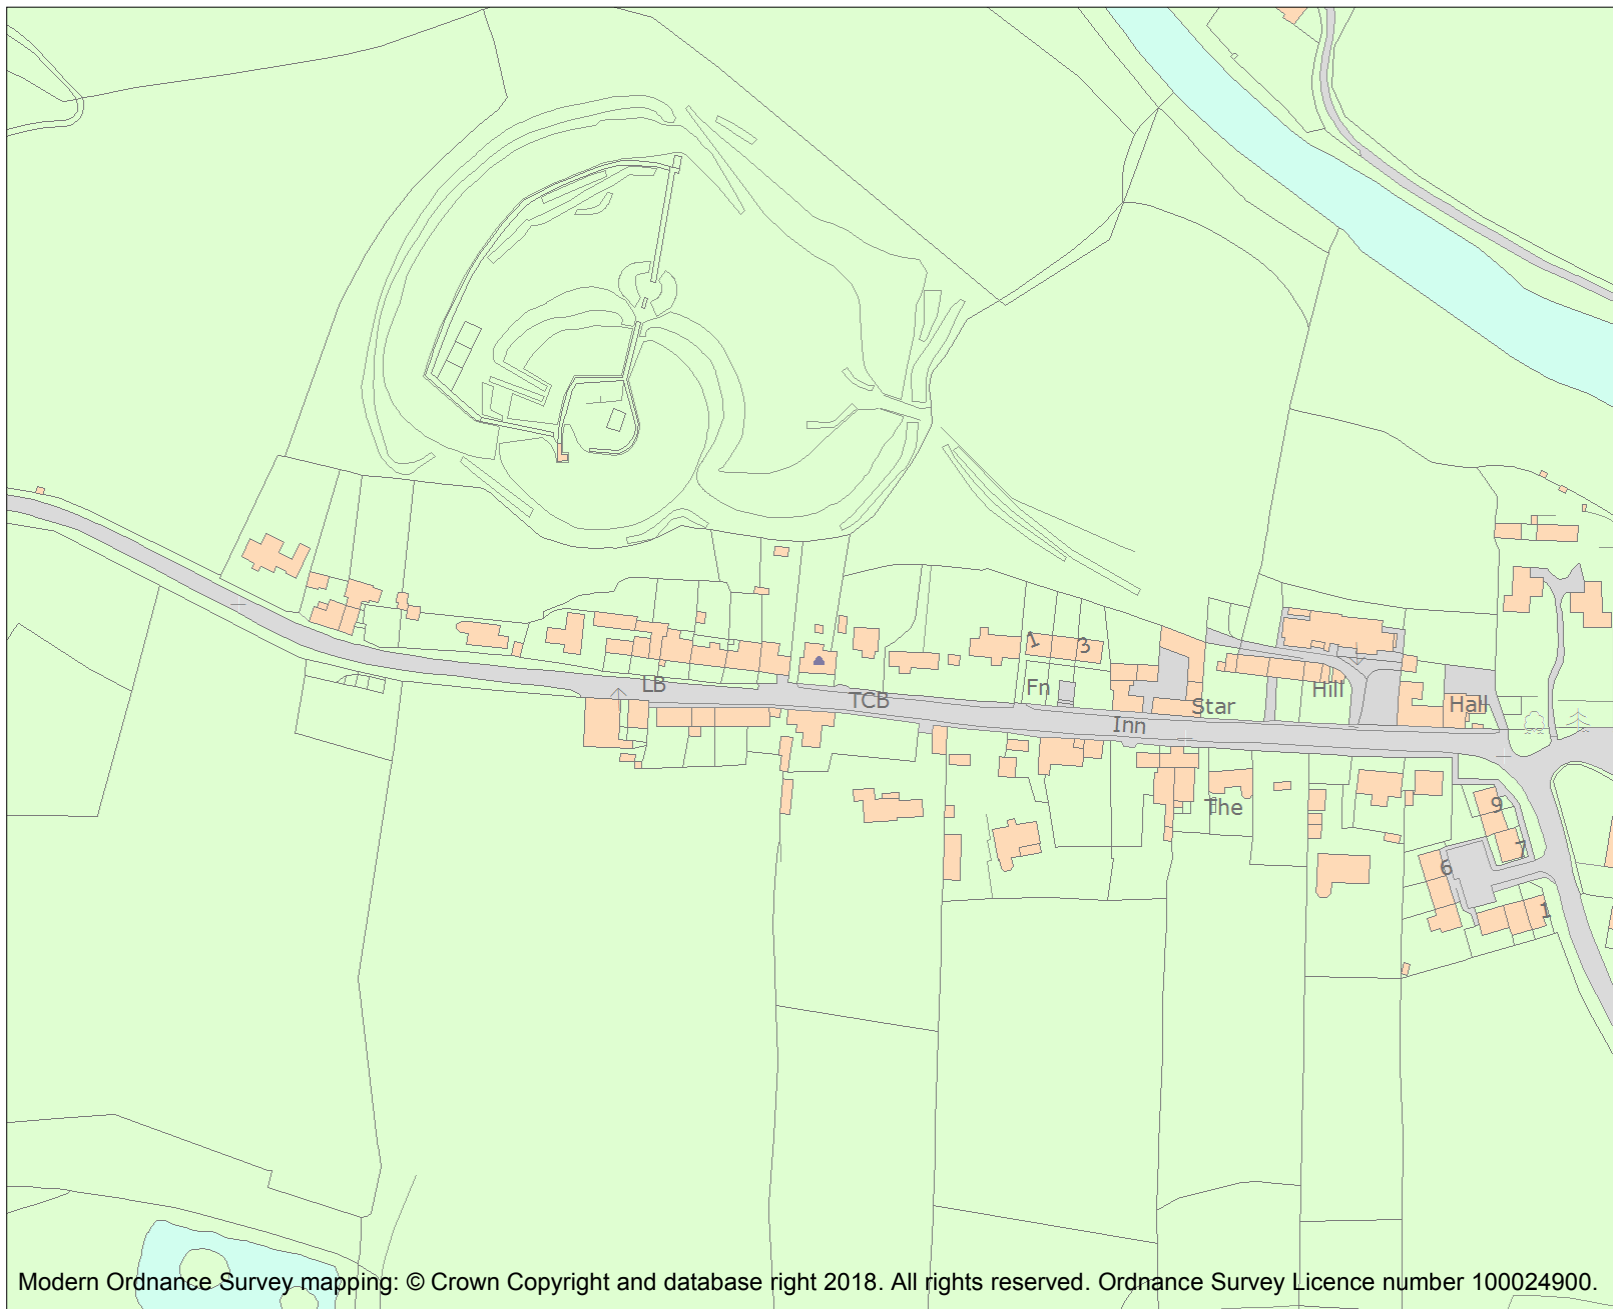 1
3
LB
Fn
Hill
TCB
Star
Hall
Inn
The
9
7
6
1
Modern Ordnance Survey mapping: © Crown Copyright and database right 2018. All rights reserved. Ordnance Survey Licence number 100024900.